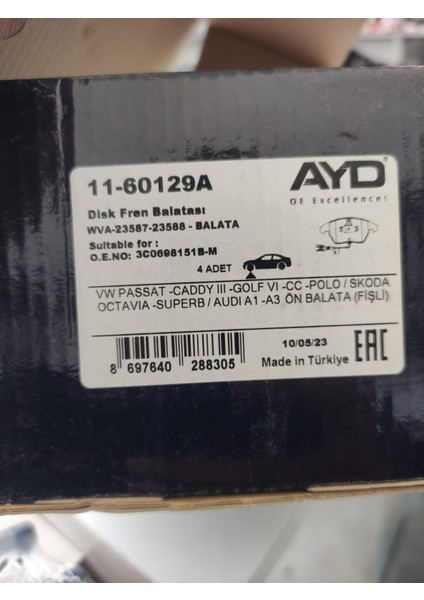 11-60129A
AYD
OE Excellence!
Disk Fren Balatası
WVA-23587-23588 - BALATA
Suitable for :
O.E.NO: 3C0698151B-M
4 ADET
VW PASSAT -CADDY III -GOLF VI -CC -POLO / SKODA
OCTAVIA -SUPERB / AUDI A1 -A3 ÖN BALATA (FİŞLİ)
8 697640 288305
10/05/23
Made in Türkiye
EAC